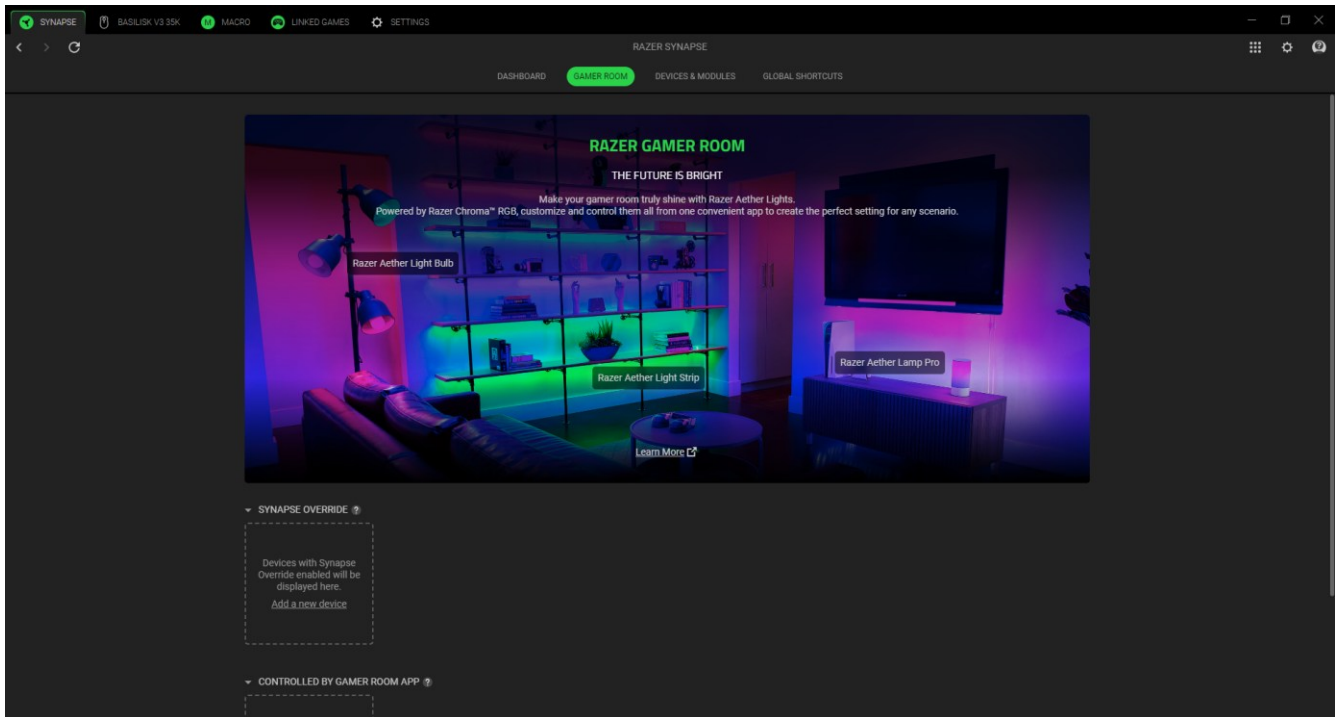 SYNAPSE
BASILISK V3 35K
MACRO
LINKED GAMES
SETTINGS
RAZER SYNAPSE
DASHBOARD
GAMER ROOM
DEVICES & MODULES
GLOBAL SHORTCUTS
RAZER GAMER ROOM
THE FUTURE IS BRIGHT
Make your gamer room truly shine with Razer Aether Lights.
Powered by Razer Chroma™ RGB, customize and control them all from one convenient app to create the perfect setting for any scenario.
Razer Aether Light Bulb
Razer Aether Lamp Pro
Razer Aether Light Strip
Learn More
SYNAPSE OVERRIDE ?
Devices with Synapse
Override enabled will be
displayed here.
Add a new device
CONTROLLED BY GAMER ROOM APP ?